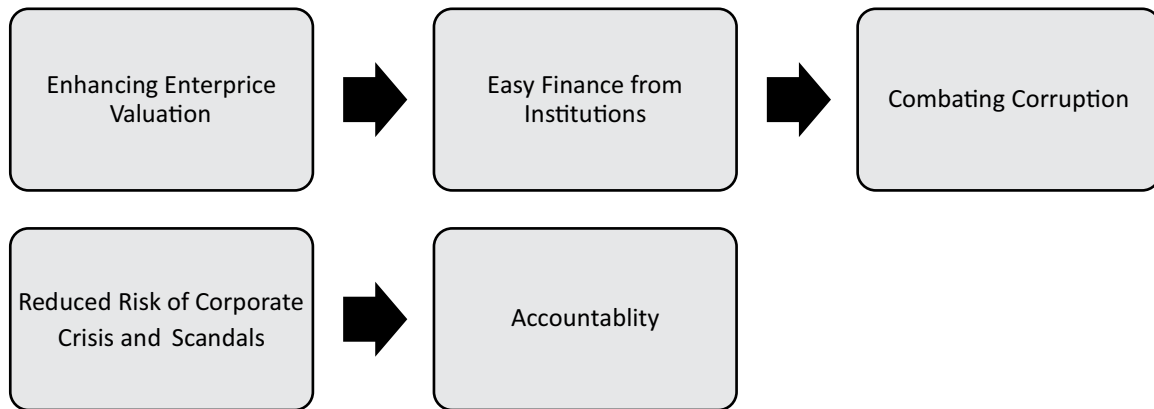 Enhancing Enterprice
Valuation
Easy Finance from
Institutions
Combating Corruption
Reduced Risk of Corporate
Crisis and Scandals
Accountablity